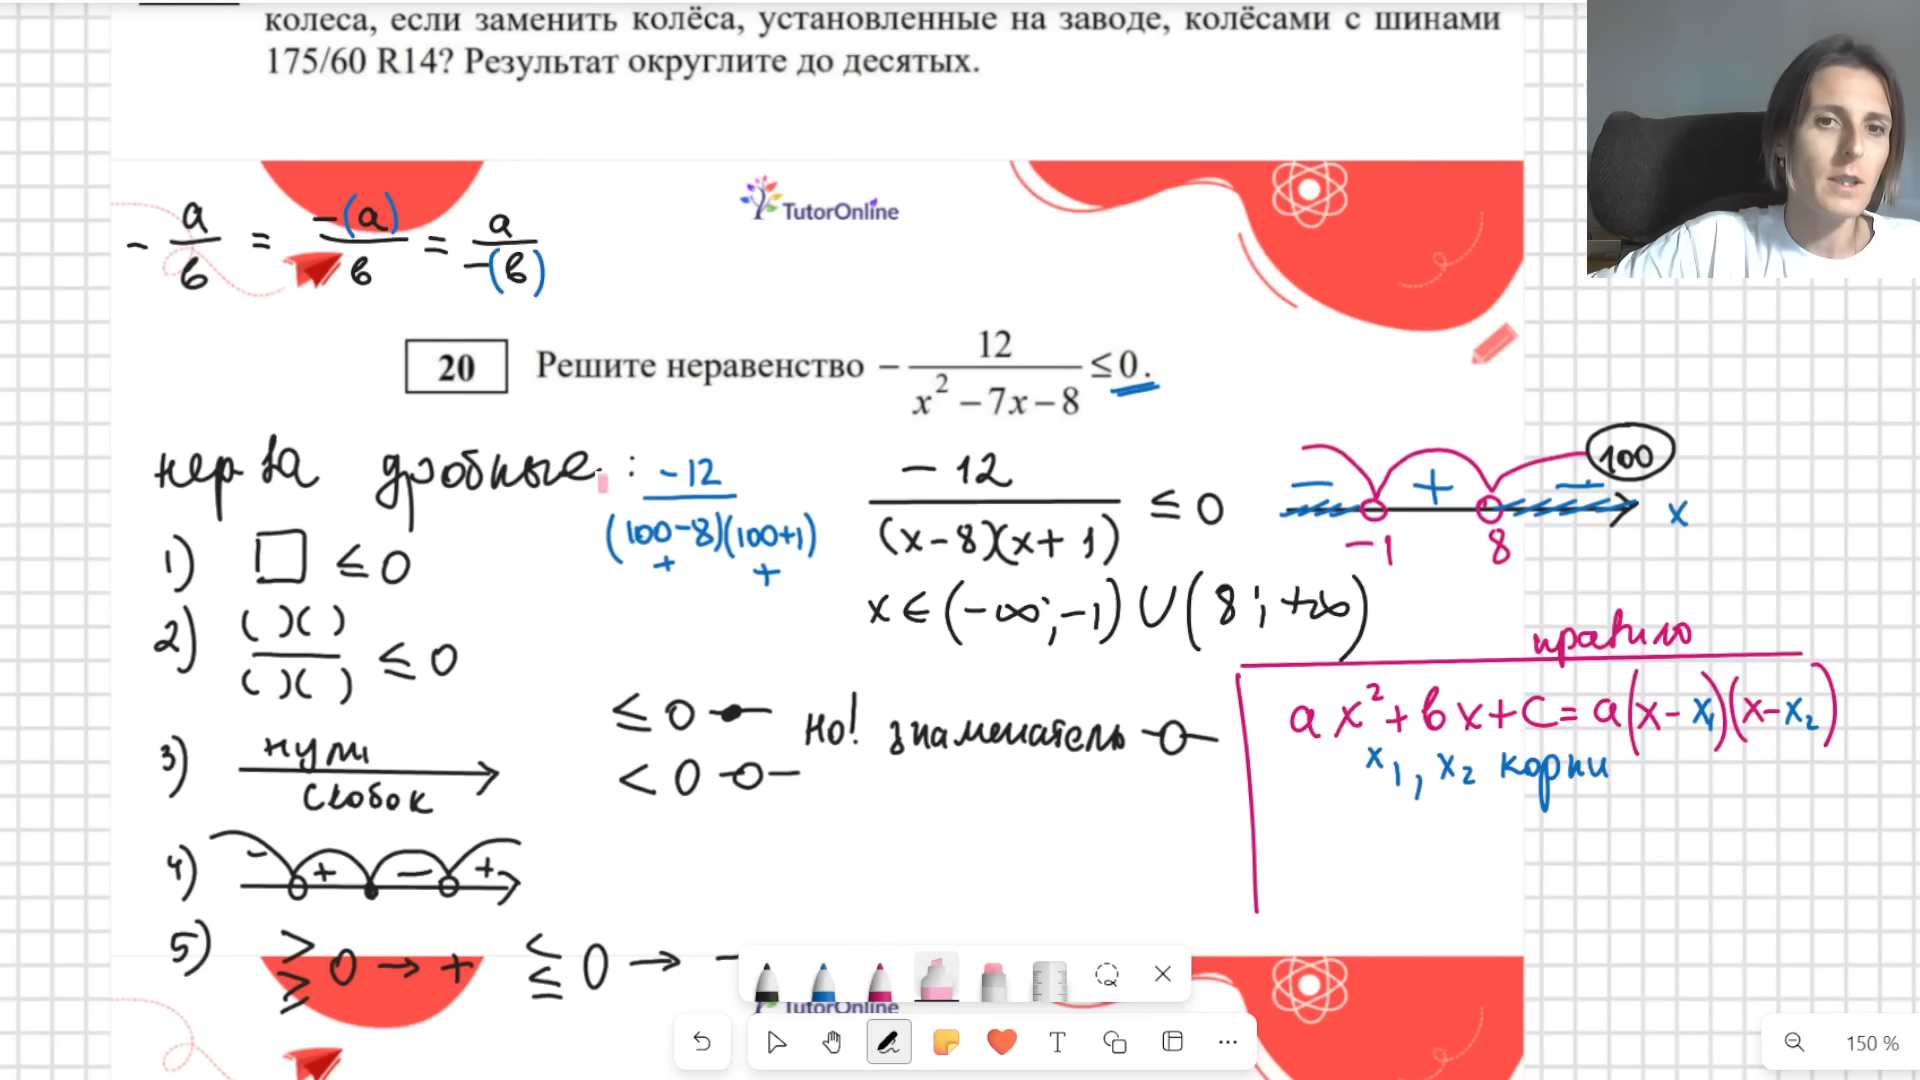 колеса, если заменить колёса, установленные на заводе, колёсами с шинами
175/60 R14? Результат округлите до десятых.
TutorOnline
- a/в = -(a)/в = a/-(в)
20 Решите неравенство - 12/(x² - 7x - 8) ≤ 0.
нер-ва дробные :
-12/((100-8)(100+1))
+ +
-12/((x-8)(x+1)) ≤ 0
- + -
100
-1 8 x
x ∈ (-∞; -1) ∪ (8; +∞)
1) □ ≤ 0
2) ( )( )/( )( ) ≤ 0
3) нули
скобок
4) - + - +
5) > ≥ 0 → + < ≤ 0 → -
≤ 0
< 0
но! знаменатель
правило
ax² + вx + c = a(x - x₁)(x - x₂)
x₁, x₂ корни
TutorOnline
T
150 %